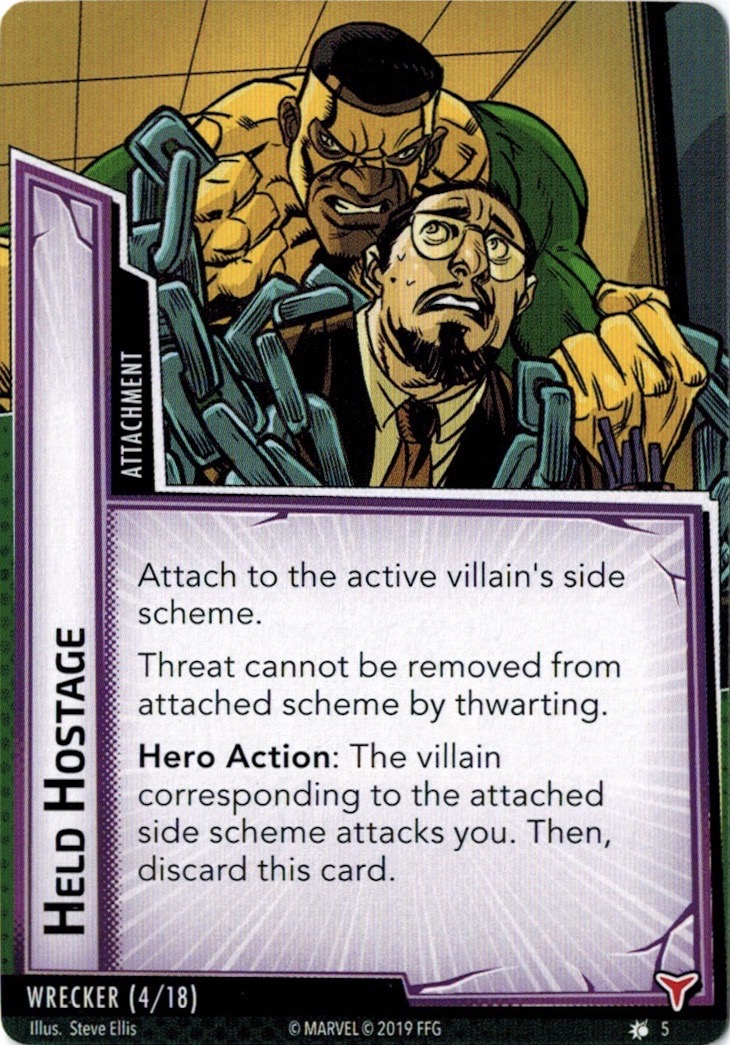 ATTACHMENT
HELD HOSTAGE
Attach to the active villain's side
scheme.
Threat cannot be removed from
attached scheme by thwarting.
Hero Action: The villain
corresponding to the attached
side scheme attacks you. Then,
discard this card.
WRECKER (4/18)
Illus. Steve Ellis
© MARVEL © 2019 FFG
5